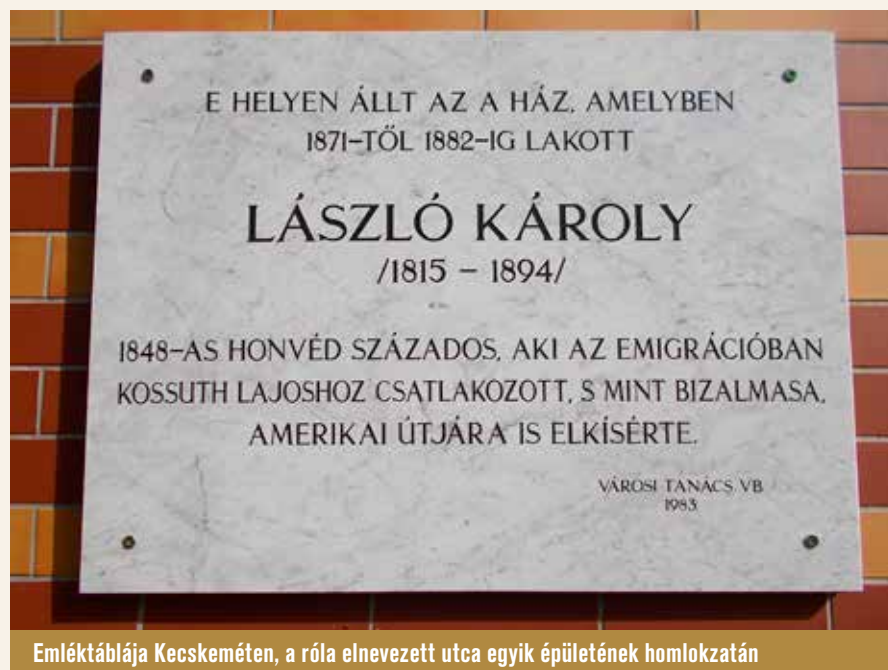 E HELYEN ÁLLT AZ A HÁZ, AMELYBEN
1871–TŐL 1882–IG LAKOTT
LÁSZLÓ KÁROLY
/1815 – 1894/
1848–AS HONVÉD SZÁZADOS, AKI AZ EMIGRÁCIÓBAN
KOSSUTH LAJOSHOZ CSATLAKOZOTT, S MINT BIZALMASA,
AMERIKAI ÚTJÁRA IS ELKÍSÉRTE.
VÁROSI TANÁCS VB
1983
Emléktáblája Kecskeméten, a róla elnevezett utca egyik épületének homlokzatán